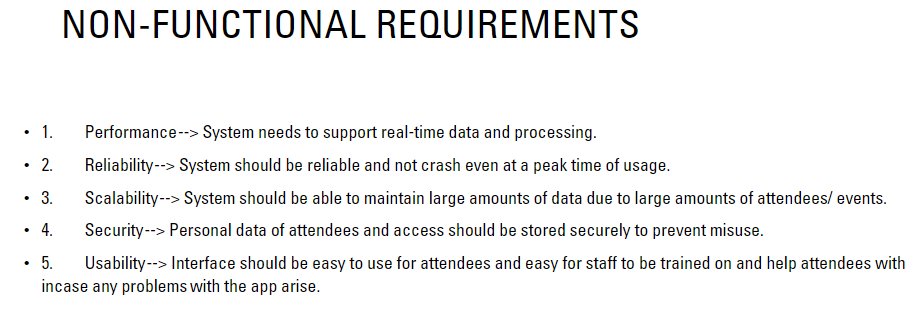 NON-FUNCTIONAL REQUIREMENTS
• 1. Performance--> System needs to support real-time data and processing.
• 2. Reliability--> System should be reliable and not crash even at a peak time of usage.
• 3. Scalability--> System should be able to maintain large amounts of data due to large amounts of attendees/ events.
• 4. Security--> Personal data of attendees and access should be stored securely to prevent misuse.
• 5. Usability--> Interface should be easy to use for attendees and easy for staff to be trained on and help attendees with
incase any problems with the app arise.